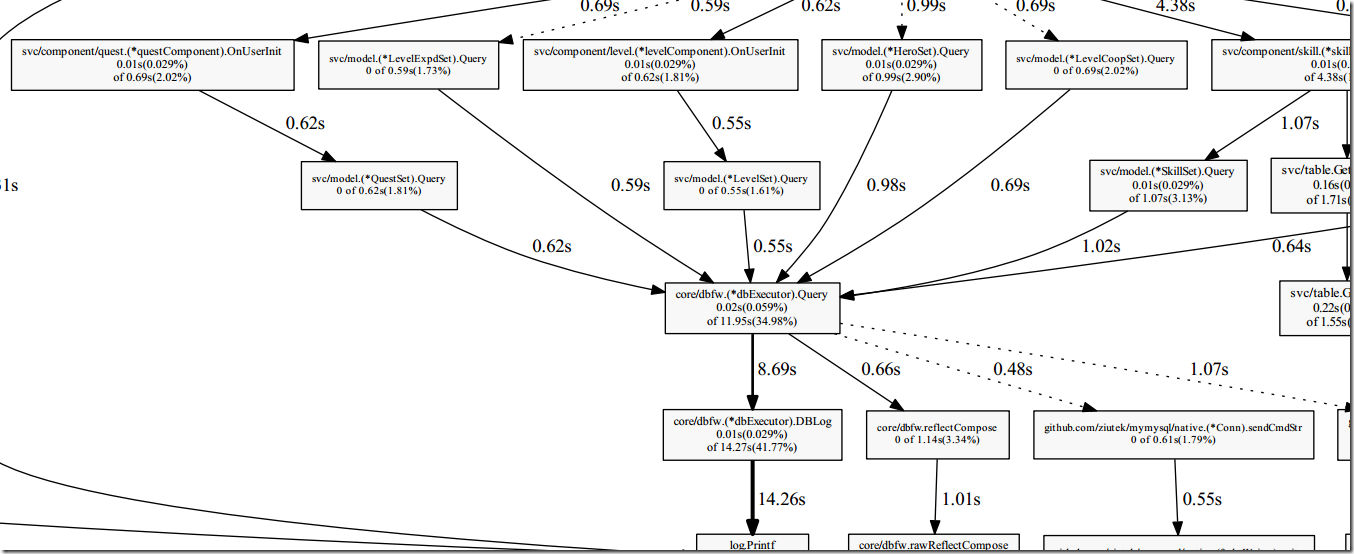 0.69s
0.59s
0.62s
0.99s
0.69s
4.38s
0.
svc/component/quest.(*questComponent).OnUserInit
0.01s(0.029%)
of 0.69s(2.02%)
svc/model.(*LevelExpdSet).Query
0 of 0.59s(1.73%)
svc/component/level.(*levelComponent).OnUserInit
0.01s(0.029%)
of 0.62s(1.81%)
svc/model.(*HeroSet).Query
0.01s(0.029%)
of 0.99s(2.90%)
svc/model.(*LevelCoopSet).Query
0 of 0.69s(2.02%)
svc/component/skill.(*skil
0.01s(0.
of 4.38s(
0.62s
0.55s
1.07s
1s
svc/model.(*QuestSet).Query
0 of 0.62s(1.81%)
0.59s
svc/model.(*LevelSet).Query
0 of 0.55s(1.61%)
0.98s
0.69s
svc/model.(*SkillSet).Query
0.01s(0.029%)
of 1.07s(3.13%)
svc/table.Get
0.16s(0
of 1.71s(
0.62s
0.55s
1.02s
0.64s
core/dbfw.(*dbExecutor).Query
0.02s(0.059%)
of 11.95s(34.98%)
svc/table.G
0.22s(0
of 1.55s(
8.69s
0.66s
0.48s
1.07s
core/dbfw.(*dbExecutor).DBLog
0.01s(0.029%)
of 14.27s(41.77%)
core/dbfw.reflectCompose
0 of 1.14s(3.34%)
github.com/ziutek/mymysql/native.(*Conn).sendCmdStr
0 of 0.61s(1.79%)
14.26s
1.01s
0.55s
log.Printf
core/dbfw.rawReflectCompose